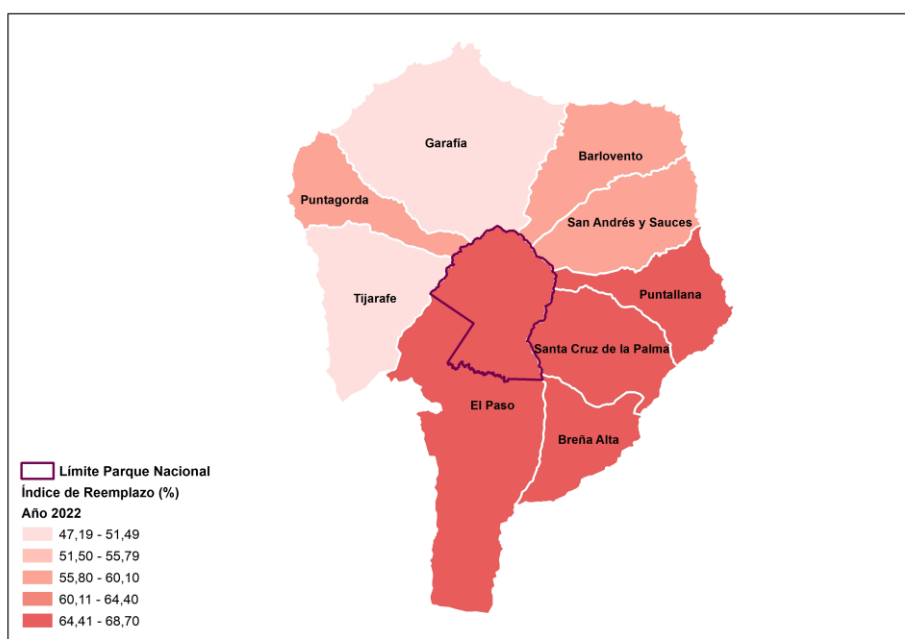 Garafía
Barlovento
Puntagorda
San Andrés y Sauces
Puntallana
Tijarafe
Santa Cruz de la Palma
El Paso
Breña Alta
Límite Parque Nacional
Índice de Reemplazo (%)
Año 2022
47,19 - 51,49
51,50 - 55,79
55,80 - 60,10
60,11 - 64,40
64,41 - 68,70